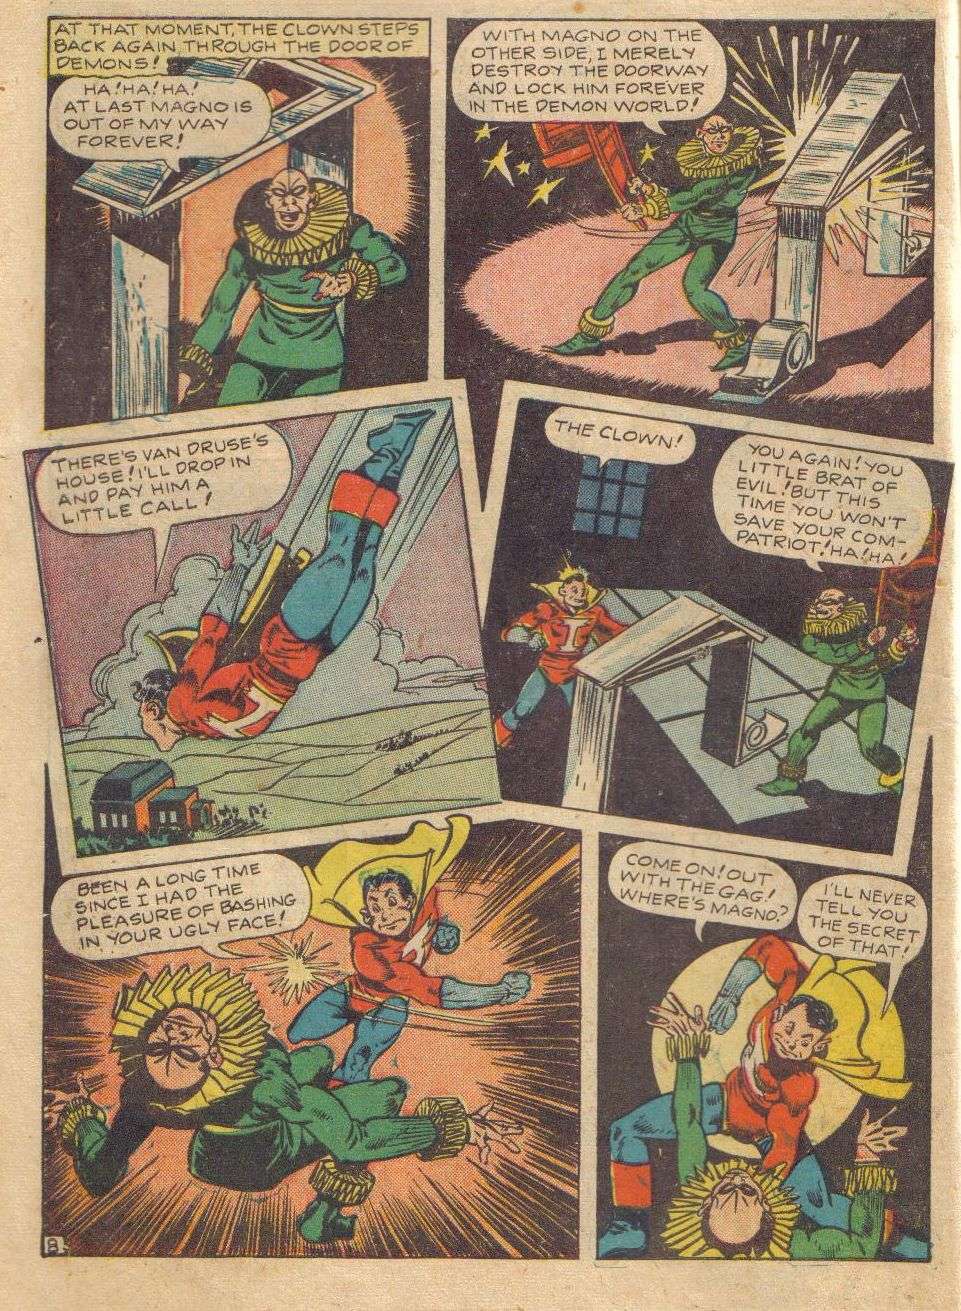 AT THAT MOMENT, THE CLOWN STEPS
BACK AGAIN THROUGH THE DOOR OF
DEMONS!
HA! HA! HA!
AT LAST MAGNO IS
OUT OF MY WAY
FOREVER!
WITH MAGNO ON THE
OTHER SIDE, I MERELY
DESTROY THE DOORWAY
AND LOCK HIM FOREVER
IN THE DEMON WORLD!
THERE'S VAN DRUSE'S
HOUSE! I'LL DROP IN
AND PAY HIM A
LITTLE CALL!
THE CLOWN!
YOU AGAIN! YOU
LITTLE BRAT OF
EVIL! BUT THIS
TIME YOU WON'T
SAVE YOUR COM-
PATRIOT! HA! HA!
I
BEEN A LONG TIME
SINCE I HAD THE
PLEASURE OF BASHING
IN YOUR UGLY FACE!
COME ON! OUT
WITH THE GAG!
WHERE'S MAGNO?
I'LL NEVER
TELL YOU
THE SECRET
OF THAT!
8